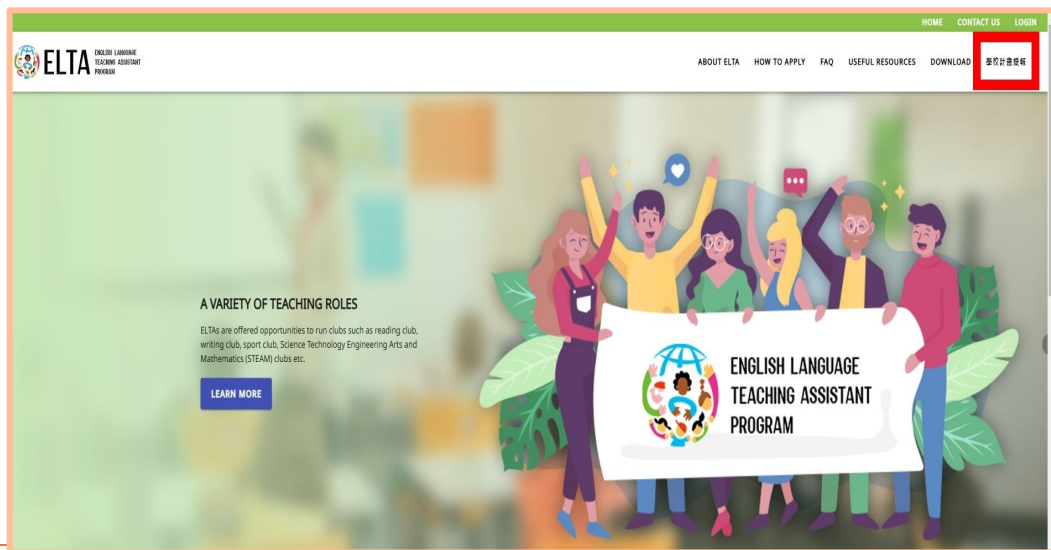 HOME CONTACT US LOGIN
ELTA ENGLISH LANGUAGE
TEACHING ASSISTANT
PROGRAM
ABOUT ELTA HOW TO APPLY FAQ USEFUL RESOURCES DOWNLOAD 學校計畫提報
A VARIETY OF TEACHING ROLES
ELTAs are offered opportunities to run clubs such as reading club,
writing club, sport club, Science Technology Engineering Arts and
Mathematics (STEAM) clubs etc.
LEARN MORE
ENGLISH LANGUAGE
TEACHING ASSISTANT
PROGRAM